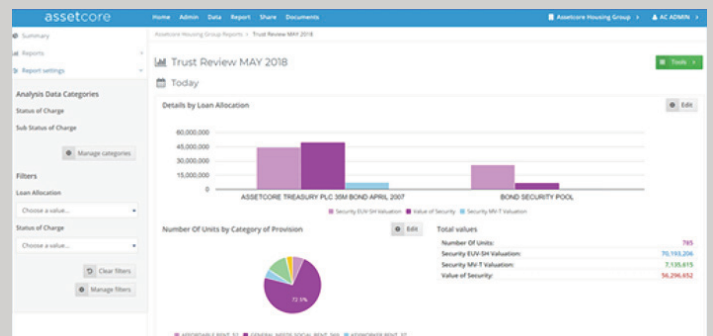 assetcore
Home Admin Data Report Share Documents
Assetcore Housing Group
AC ADMIN
Summary
Reports
Report settings
Analysis Data Categories
Status of Charge
Sub Status of Charge
Manage categories
Filters
Loan Allocation
Choose a value...
Status of Charge
Choose a value...
Clear filters
Manage filters
Assetcore Housing Group Reports > Trust Review MAY 2018
Trust Review MAY 2018
Tools
Today
Details by Loan Allocation
Edit
60,000,000
45,000,000
30,000,000
15,000,000
0
ASSETCORE TREASURY PLC 35M BOND APRIL 2007
BOND SECURITY POOL
Security EUV-SH Valuation Value of Security Security MV-T Valuation
Number Of Units by Category of Provision
Edit
72.9%
Total values
Number Of Units: 765
Security EUV-SH Valuation: 70,193,206
Security MV-T Valuation: 7,135,615
Value of Security: 56,296,652